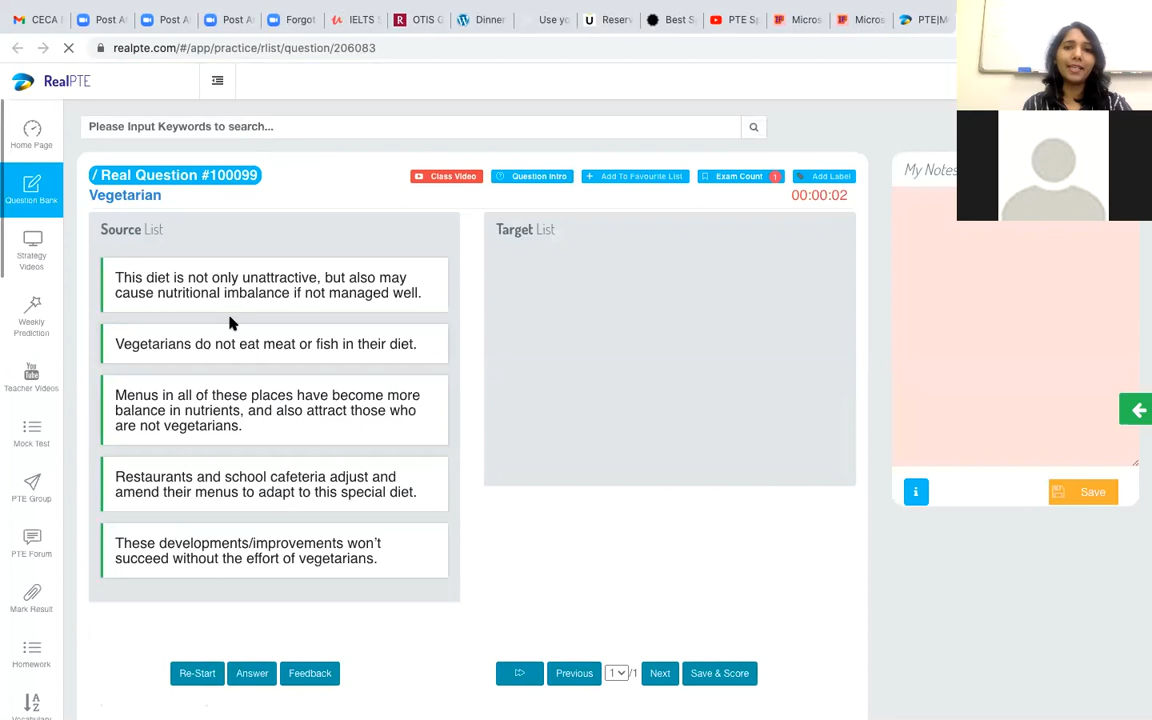 CECA
Post A
Post A
Post A
Forgot
IELTS
OTIS G
Dinner
Use yo
Reserv
Best S
PTE Sp
Micros
Micros
PTE|M
realpte.com/#/app/practice/rlist/question/206083
RealPTE
Please Input Keywords to search...
Home Page
Question Bank
Strategy
Videos
Weekly
Prediction
You
Tube
Teacher Videos
Mock Test
PTE Group
PTE Forum
Mark Result
Homework
Vocabulary
/ Real Question #100099
Class Video
Question Intro
Add To Favourite List
Exam Count 1
Add Label
Vegetarian
00:00:02
Source List
This diet is not only unattractive, but also may
cause nutritional imbalance if not managed well.
Vegetarians do not eat meat or fish in their diet.
Menus in all of these places have become more
balance in nutrients, and also attract those who
are not vegetarians.
Restaurants and school cafeteria adjust and
amend their menus to adapt to this special diet.
These developments/improvements won't
succeed without the effort of vegetarians.
Target List
My Notes
Save
Re-Start
Answer
Feedback
Previous
1 /1
Next
Save & Score